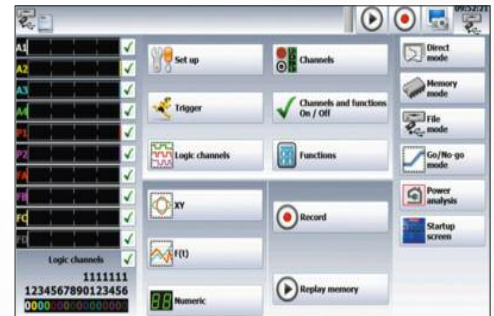 09:52:21
A1
A2
A3
A4
P1
P2
FA
FB
FC
FD
Logic channels
1111111
1234567890123456
0000000000000000
Set up
Channels
Trigger
Channels and functions
On / Off
Logic channels
Functions
XY
Record
F(t)
Numeric
Replay memory
Direct
mode
Memory
mode
File
mode
Go/No-go
mode
Power
analysis
Startup
screen